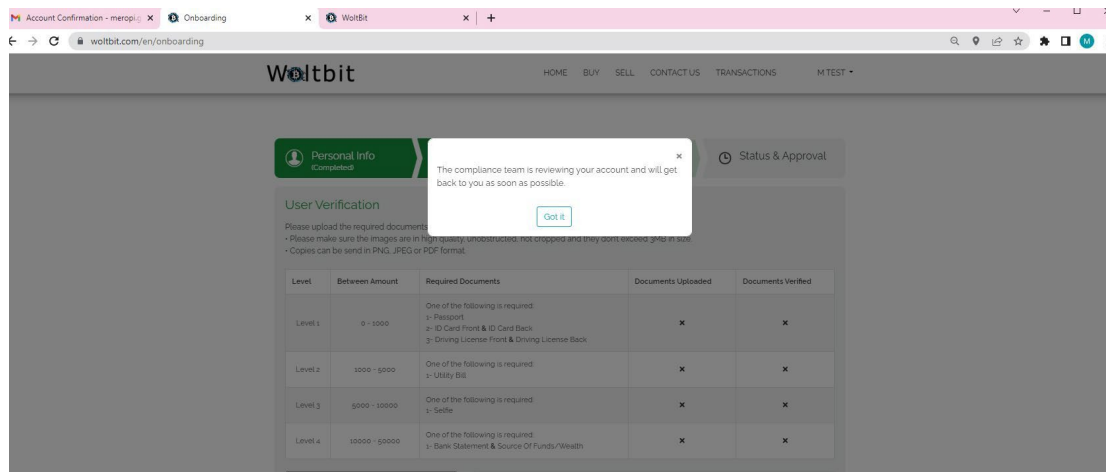 Account Confirmation - meropi.g
Onboarding
WoltBit
woltbit.com/en/onboarding
M
Woltbit
HOME BUY SELL CONTACT US TRANSACTIONS M TEST
Personal Info
(Completed)
Status & Approval
The compliance team is reviewing your account and will get
back to you as soon as possible.
Got it
User Verification
Please upload the required documents
• Please make sure the images are in high quality, unobstructed, not cropped and they dont exceed 3MB in size.
• Copies can be send in PNG, JPEG or PDF format.
Level Between Amount Required Documents Documents Uploaded Documents Verified
Level 1 0 - 1000 One of the following is required:
1- Passport
2- ID Card Front & ID Card Back
3- Driving License Front & Driving License Back
Level 2 1000 - 5000 One of the following is required:
1- Utility Bill
Level 3 5000 - 10000 One of the following is required:
1- Selfie
Level 4 10000 - 50000 One of the following is required:
1- Bank Statement & Source Of Funds/Wealth